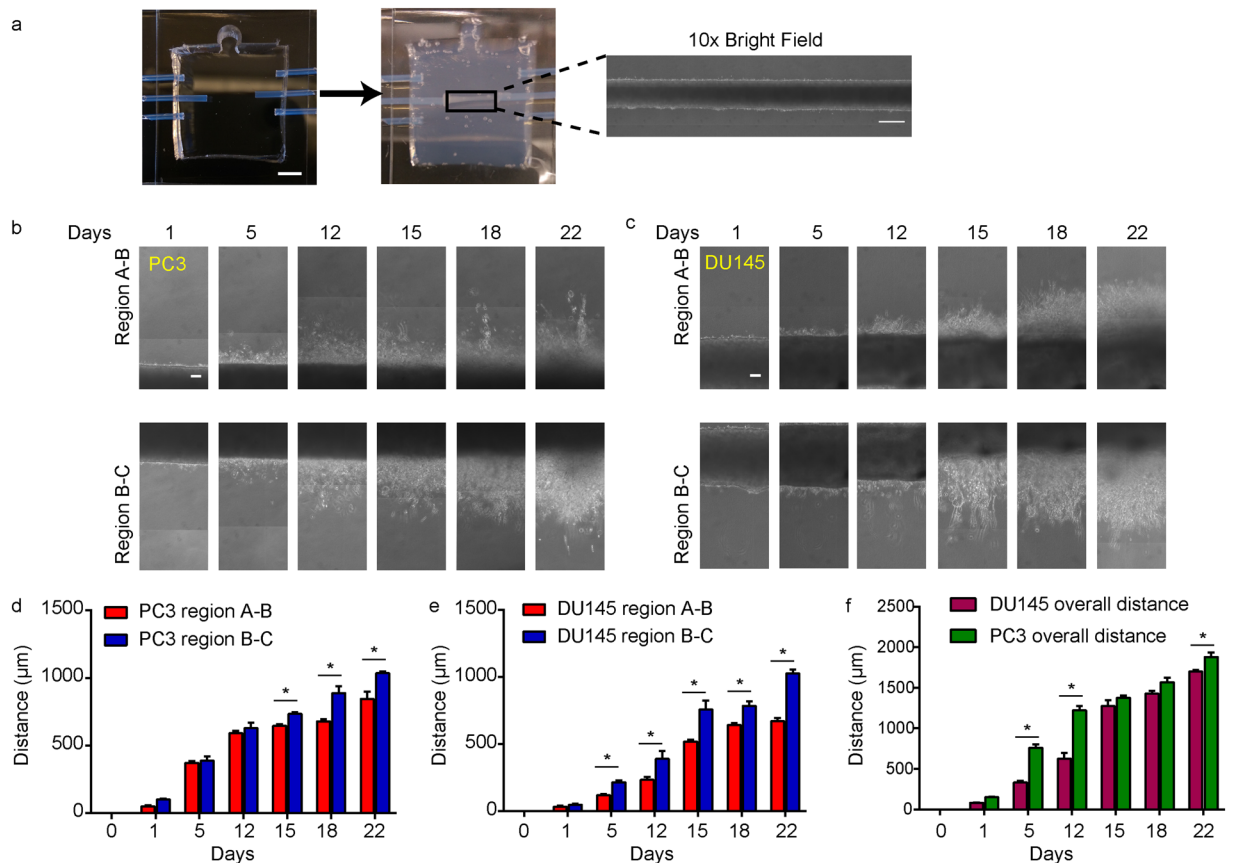 a
10x Bright Field
b
Days 1 5 12 15 18 22
PC3
Region A-B
Region B-C
c
Days 1 5 12 15 18 22
DU145
Region A-B
Region B-C
d
1500
1000
500
0
Distance (μm)
PC3 region A-B
PC3 region B-C
* * *
0 1 5 12 15 18 22
Days
e
1500
1000
500
0
Distance (μm)
DU145 region A-B
DU145 region B-C
* * * * *
0 1 5 12 15 18 22
Days
f
2500
2000
1500
1000
500
0
Distance (μm)
DU145 overall distance
PC3 overall distance
* * *
0 1 5 12 15 18 22
Days